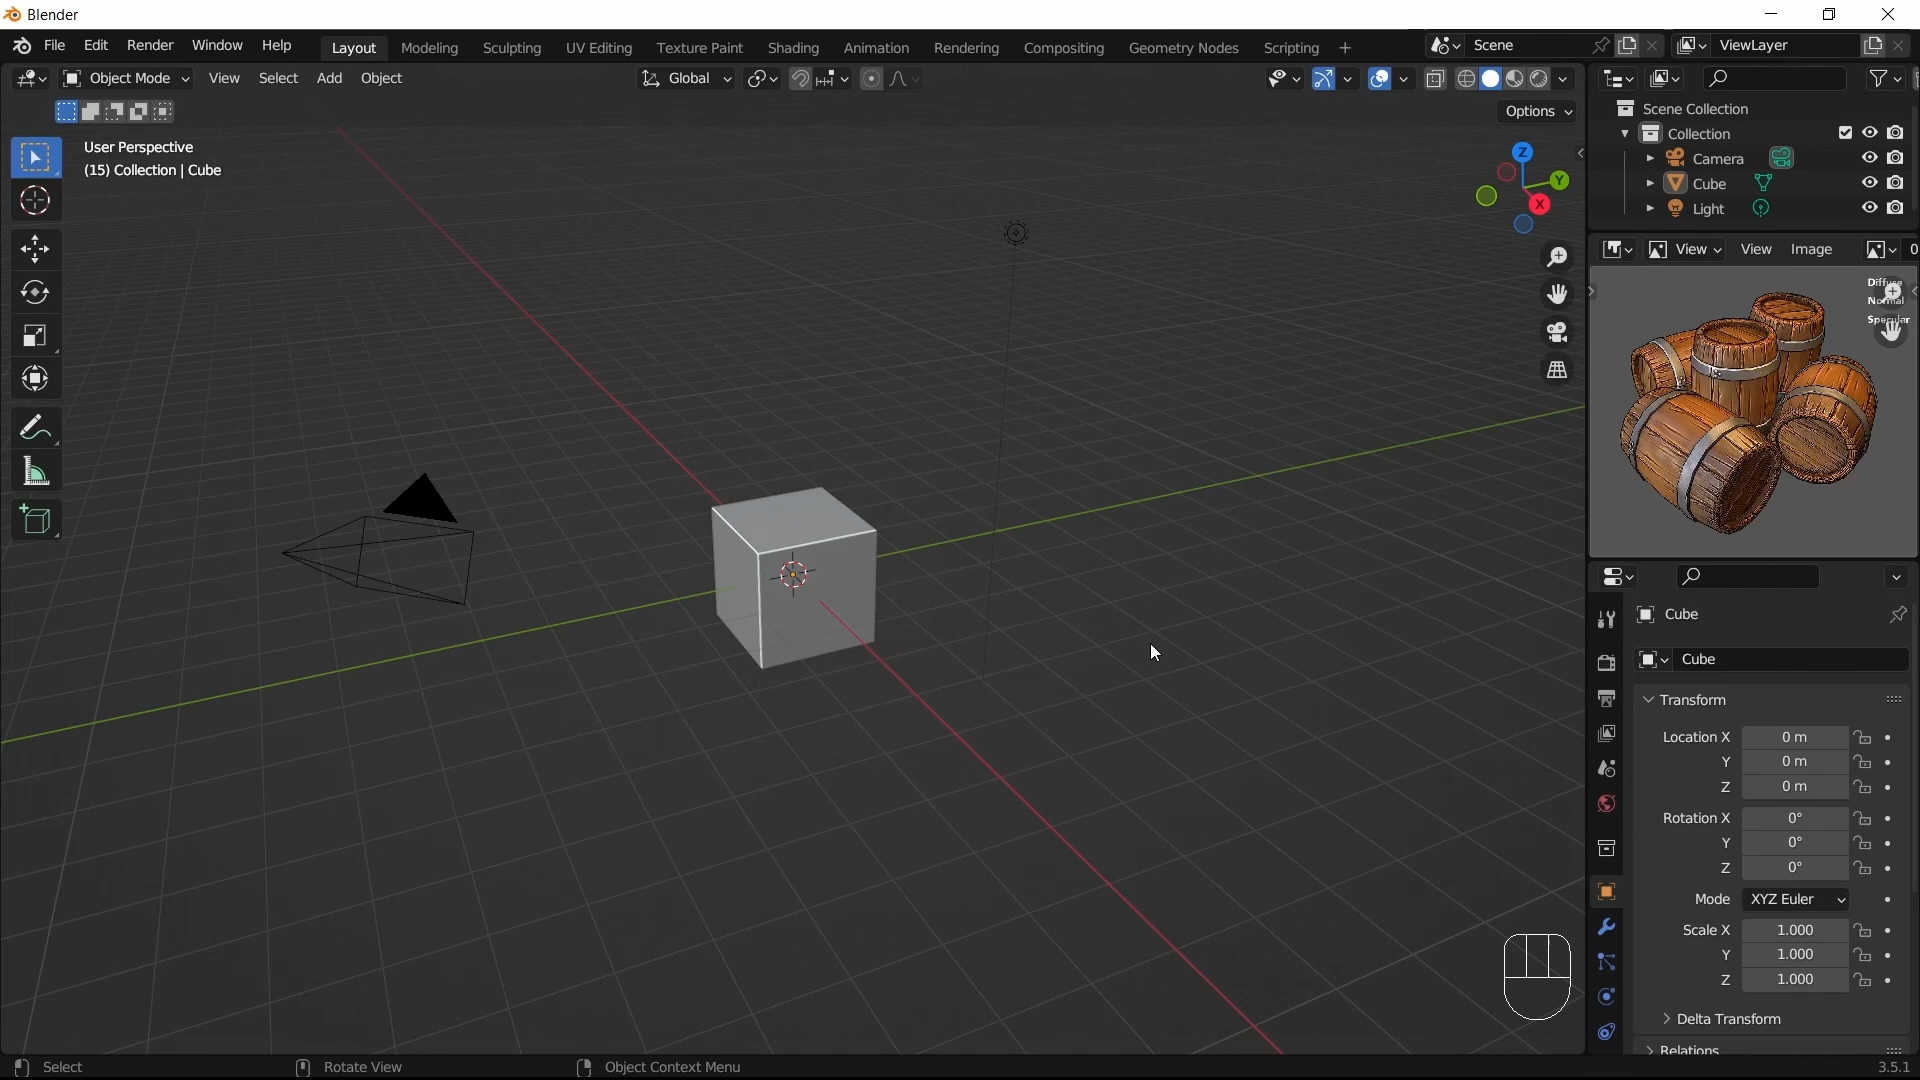 Blender
File Edit Render Window Help Layout Modeling Sculpting UV Editing Texture Paint Shading Animation Rendering Compositing Geometry Nodes Scripting + Scene ViewLayer
Object Mode View Select Add Object Global
Options
User Perspective
(15) Collection | Cube
Z
Y
X
Scene Collection
Collection
Camera
Cube
Light
View View Image 0
Diffuse
Normal
Specular
Cube
Cube
Transform
Location X 0 m
Y 0 m
Z 0 m
Rotation X 0°
Y 0°
Z 0°
Mode XYZ Euler
Scale X 1.000
Y 1.000
Z 1.000
Delta Transform
Relations
Select Rotate View Object Context Menu 3.5.1